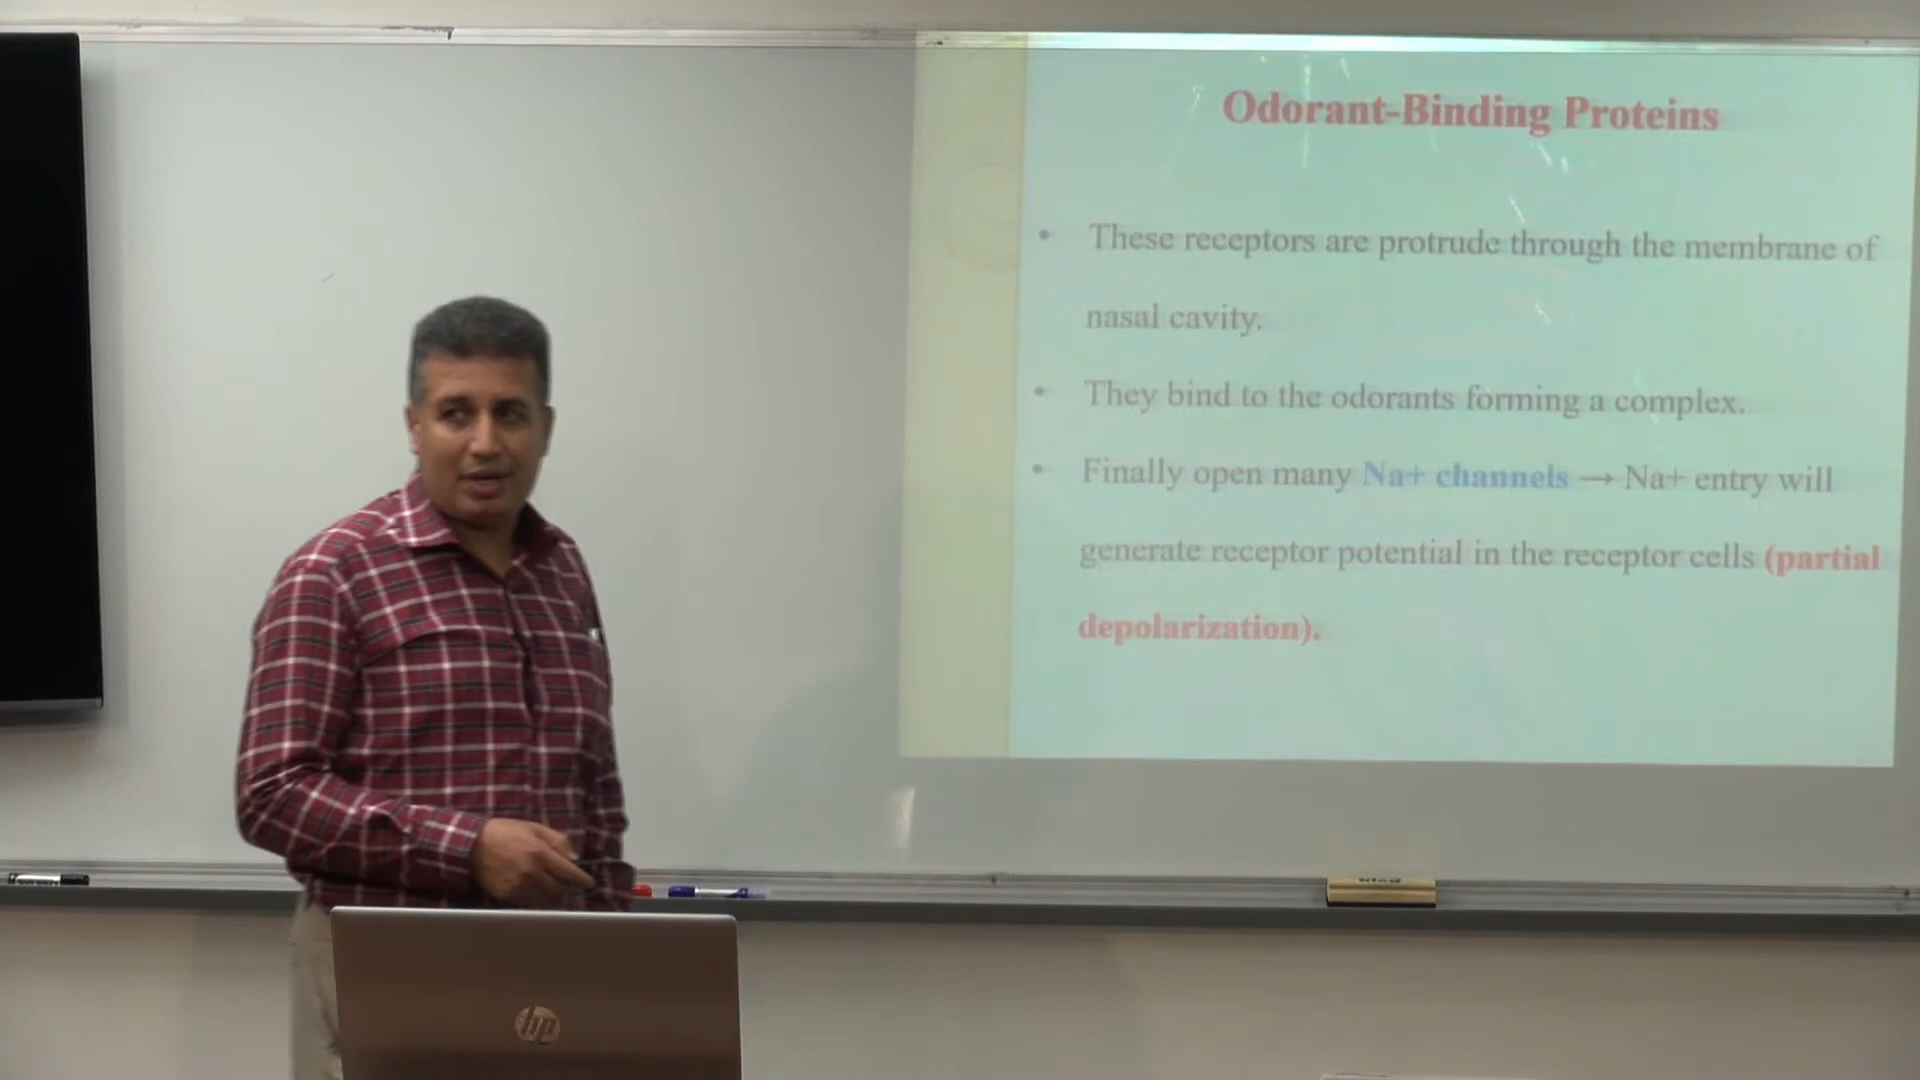 Odorant-Binding Proteins
• These receptors are protrude through the membrane of
nasal cavity.
• They bind to the odorants forming a complex.
• Finally open many Na+ channels → Na+ entry will
generate receptor potential in the receptor cells (partial
depolarization).
hp